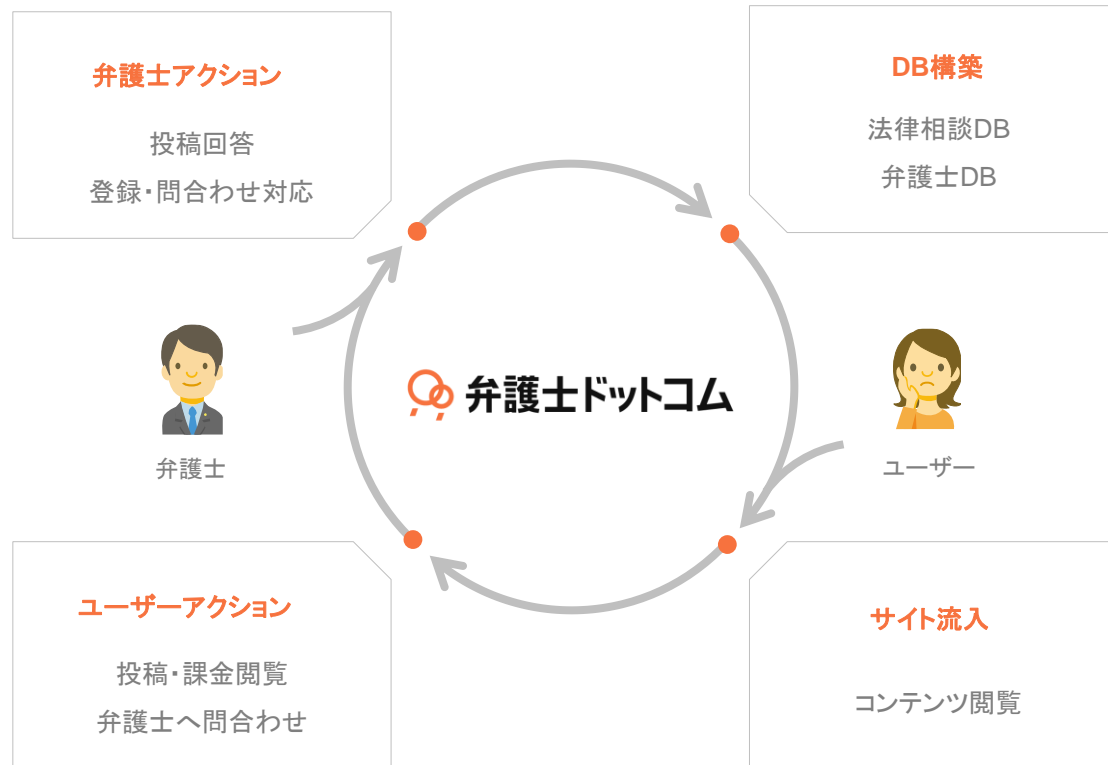 弁護士アクション
投稿回答
登録・問合わせ対応
DB構築
法律相談DB
弁護士DB
弁護士ドットコム
弁護士
ユーザー
ユーザーアクション
投稿・課金閲覧
弁護士へ問合わせ
サイト流入
コンテンツ閲覧